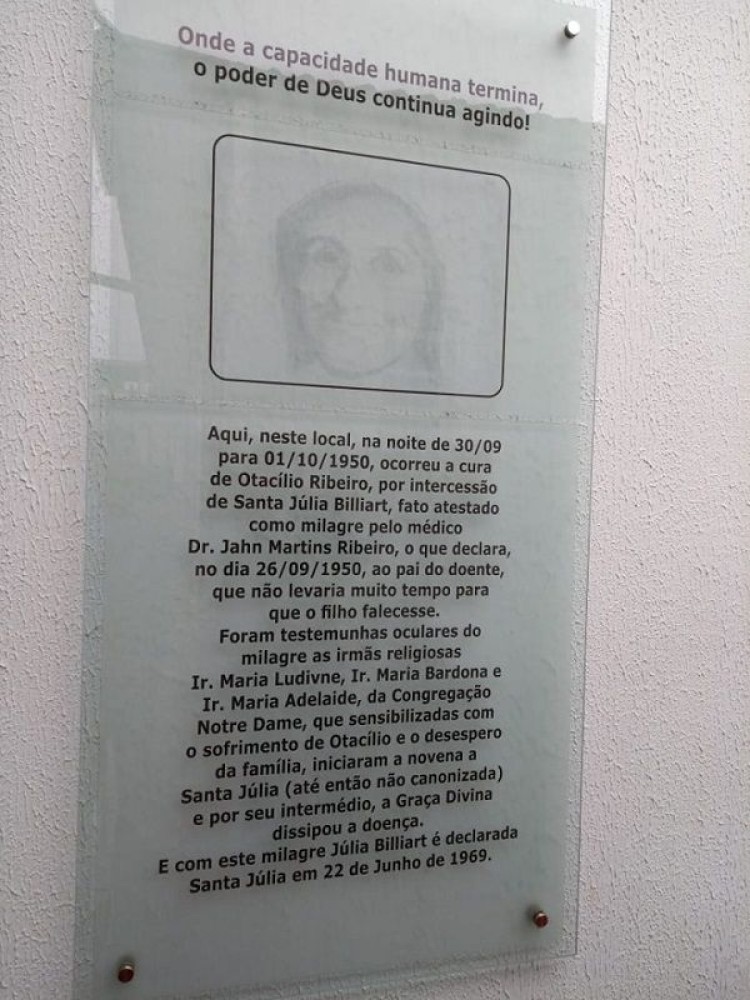 Onde a capacidade humana termina,
o poder de Deus continua agindo!
Aqui, neste local, na noite de 30/09
para 01/10/1950, ocorreu a cura
de Otacílio Ribeiro, por intercessão
de Santa Júlia Billiart, fato atestado
como milagre pelo médico
Dr. Jahn Martins Ribeiro, o que declara,
no dia 26/09/1950, ao pai do doente,
que não levaria muito tempo para
que o filho falecesse.
Foram testemunhas oculares do
milagre as irmãs religiosas
Ir. Maria Ludivne, Ir. Maria Bardona e
Ir. Maria Adelaide, da Congregação
Notre Dame, que sensibilizadas com
o sofrimento de Otacílio e o desespero
da família, iniciaram a novena a
Santa Júlia (até então não canonizada)
e por seu intermédio, a Graça Divina
dissipou a doença.
E com este milagre Júlia Billiart é declarada
Santa Júlia em 22 de Junho de 1969.